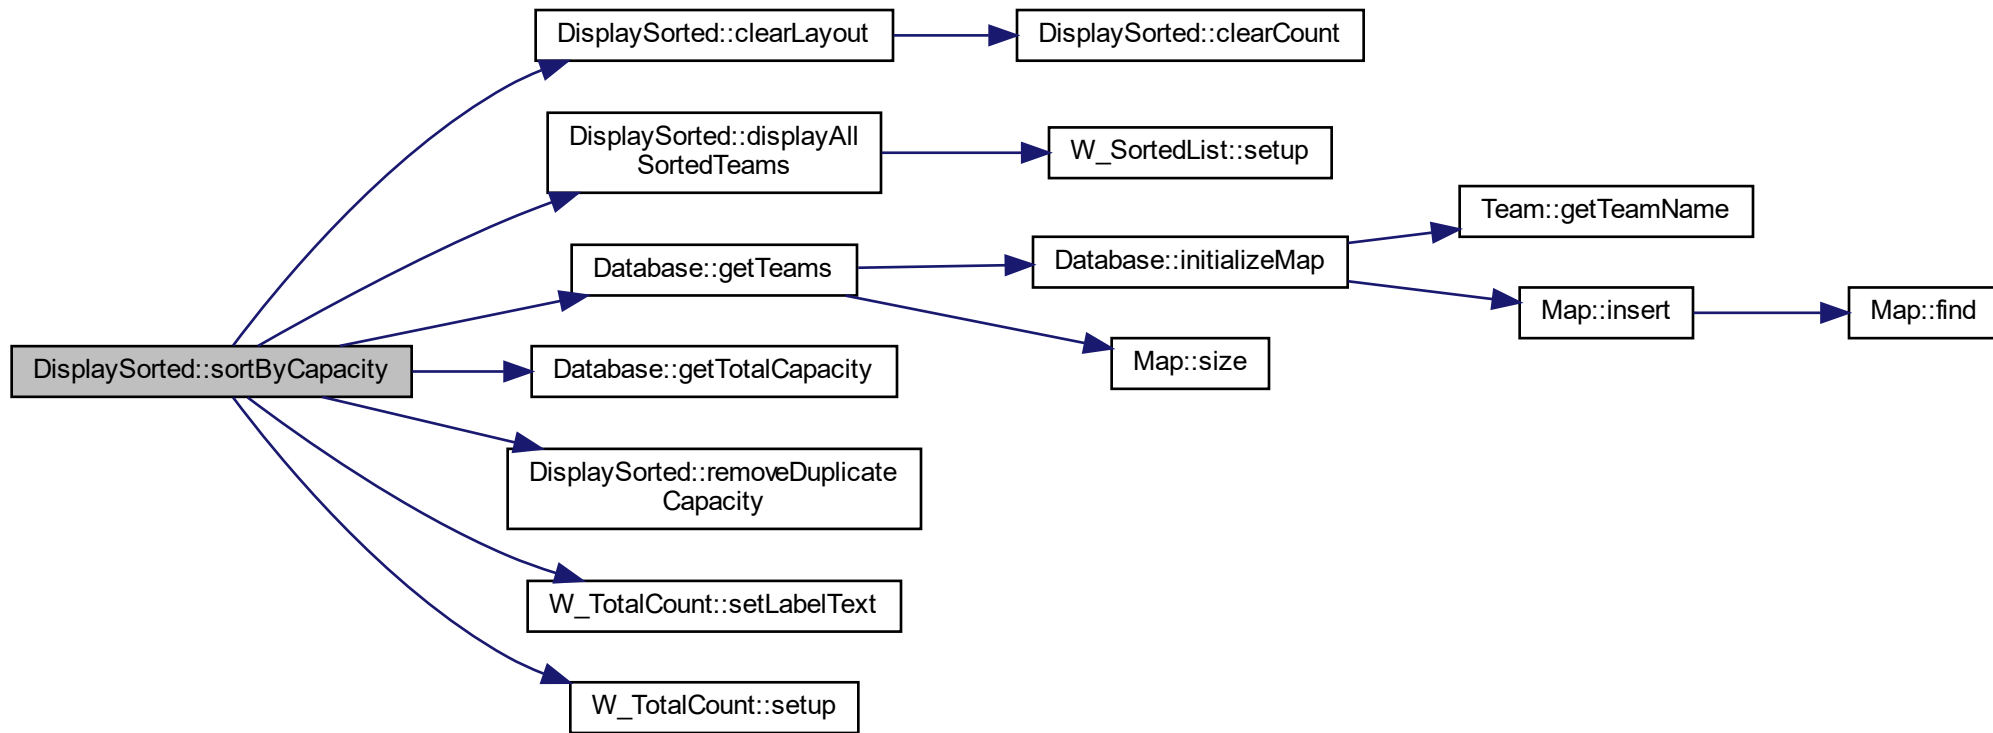 DisplaySorted::clearLayout
DisplaySorted::clearCount
DisplaySorted::displayAll
SortedTeams
W_SortedList::setup
Team::getTeamName
Database::getTeams
Database::initializeMap
Map::insert
Map::find
Map::size
DisplaySorted::sortByCapacity
Database::getTotalCapacity
DisplaySorted::removeDuplicate
Capacity
W_TotalCount::setLabelText
W_TotalCount::setup